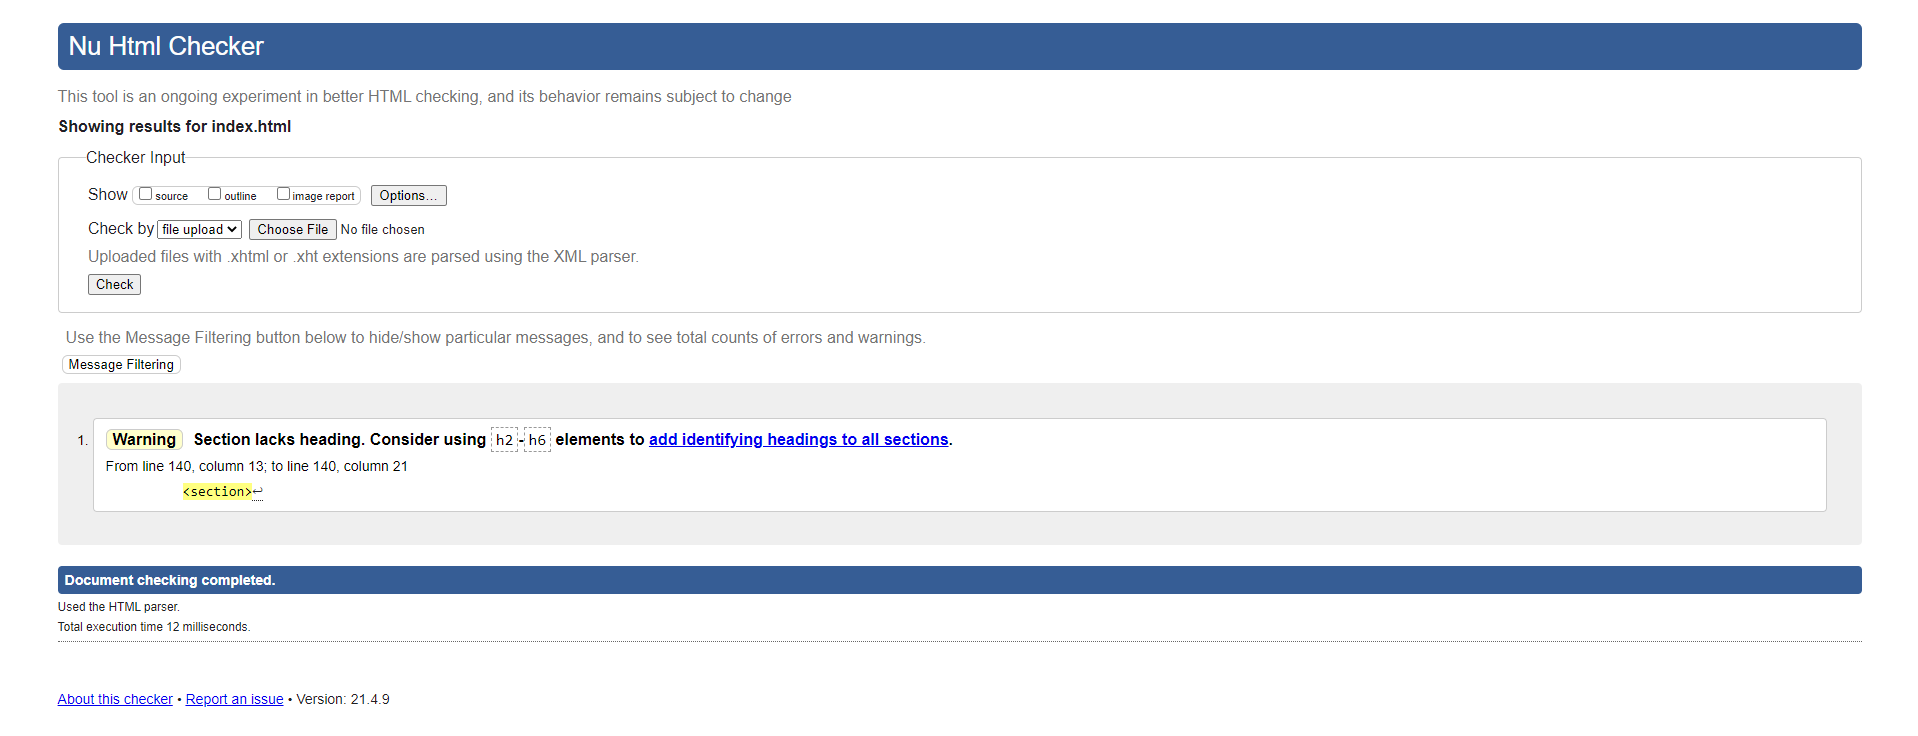 Nu Html Checker
This tool is an ongoing experiment in better HTML checking, and its behavior remains subject to change
Showing results for index.html
Checker Input
Show source outline image report Options...
Check by file upload Choose File No file chosen
Uploaded files with .xhtml or .xht extensions are parsed using the XML parser.
Check
Use the Message Filtering button below to hide/show particular messages, and to see total counts of errors and warnings.
Message Filtering
1. Warning Section lacks heading. Consider using h2-h6 elements to add identifying headings to all sections.
From line 140, column 13; to line 140, column 21
<section>↩
Document checking completed.
Used the HTML parser.
Total execution time 12 milliseconds.
About this checker • Report an issue • Version: 21.4.9